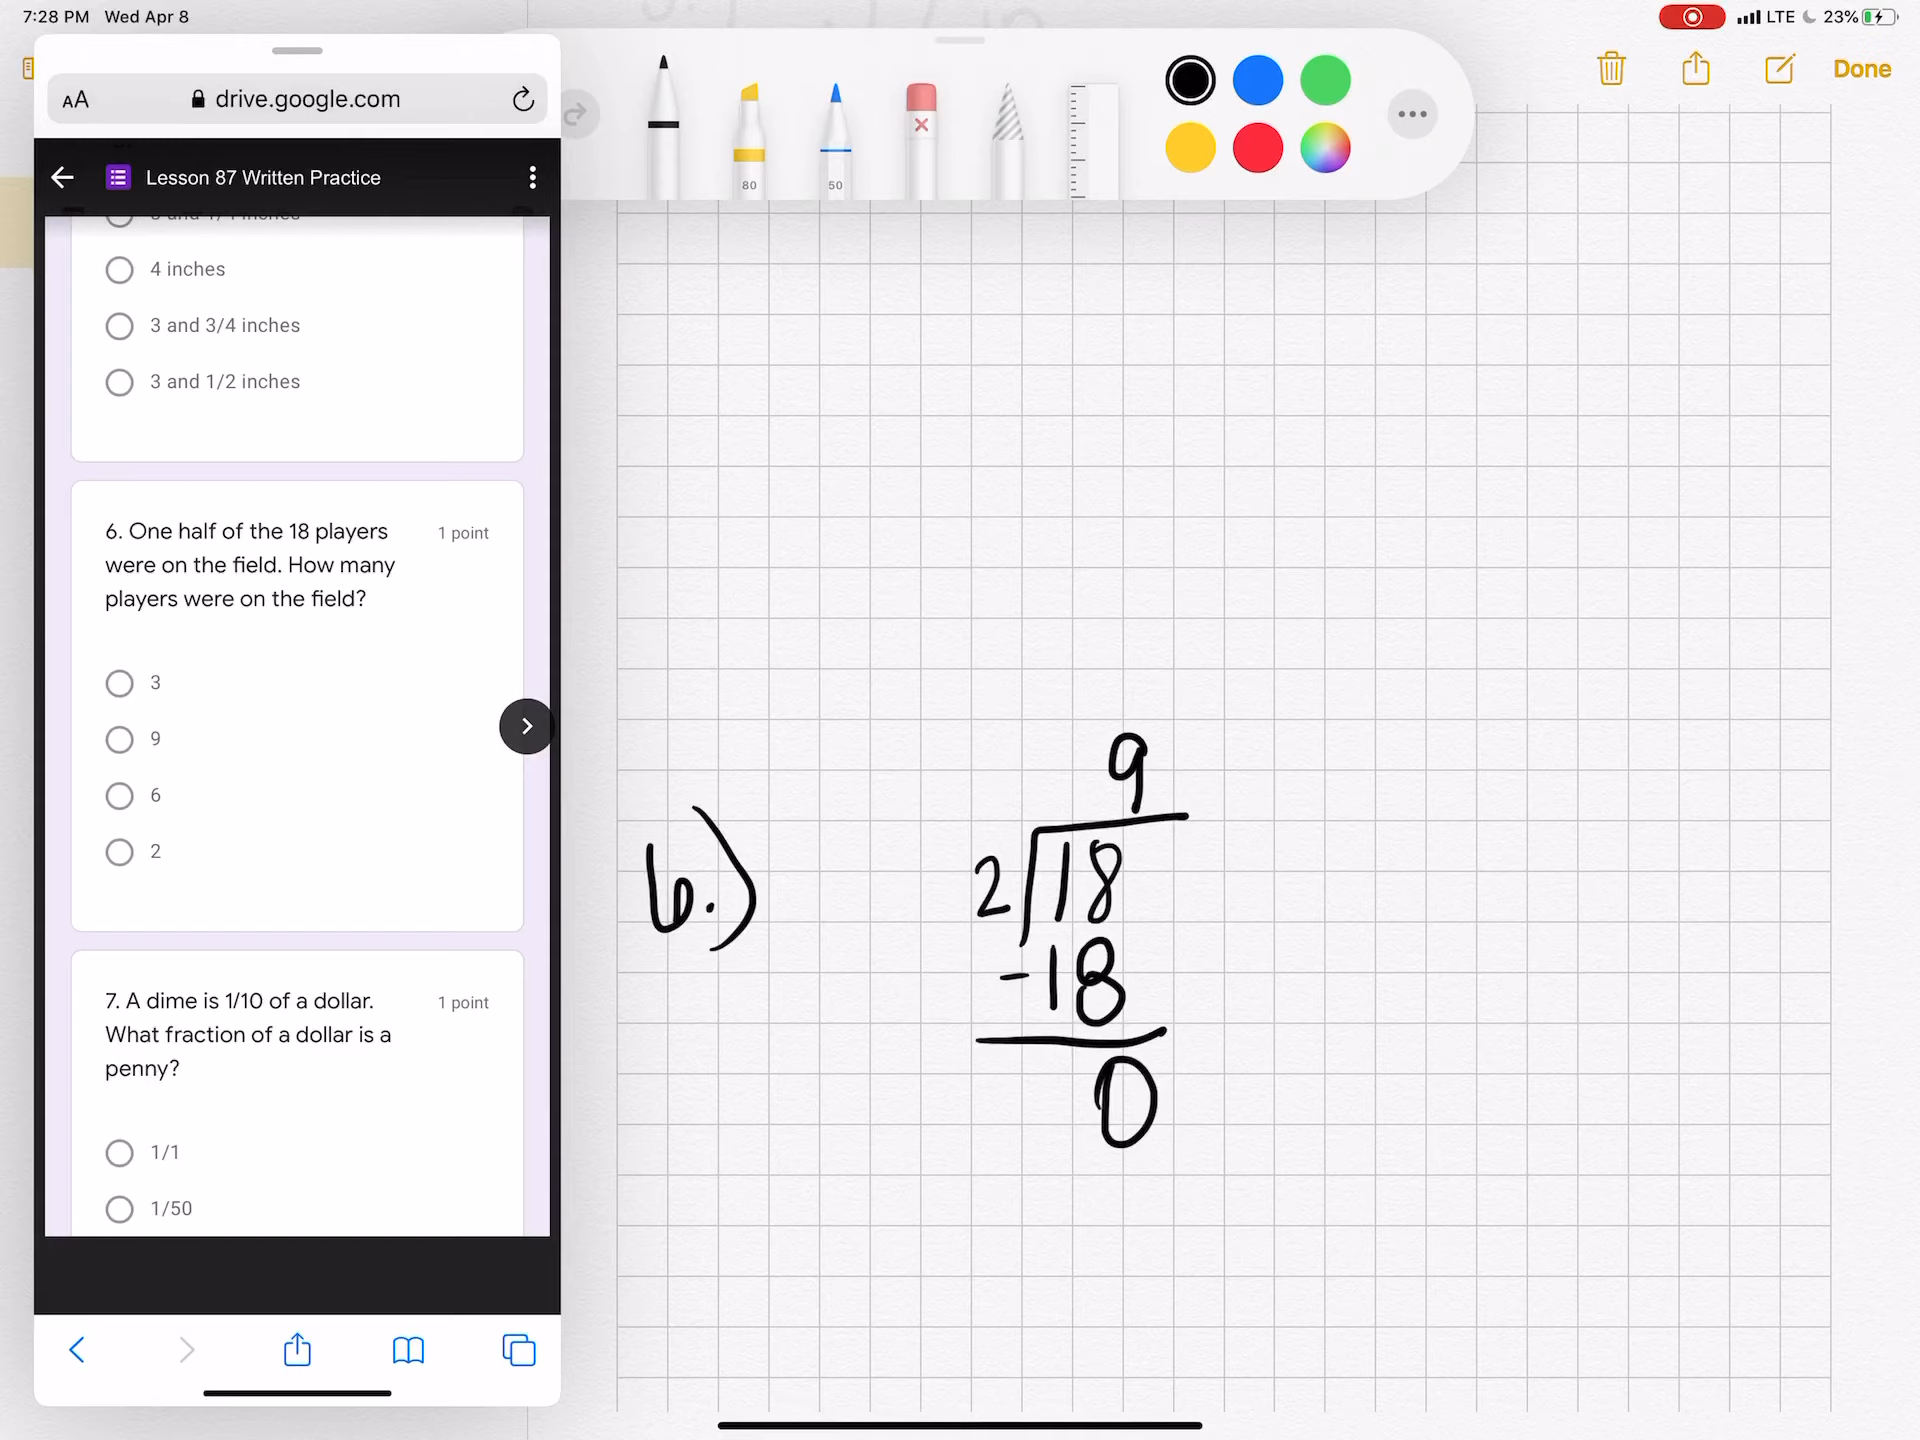 7:28 PM Wed Apr 8
LTE 23%
AA drive.google.com
Done
80
50
Lesson 87 Written Practice
4 inches
3 and 3/4 inches
3 and 1/2 inches
6. One half of the 18 players
were on the field. How many
players were on the field?
1 point
3
9
6
2
7. A dime is 1/10 of a dollar.
What fraction of a dollar is a
penny?
1 point
1/1
1/50
6.)
9
2 18
-18
0